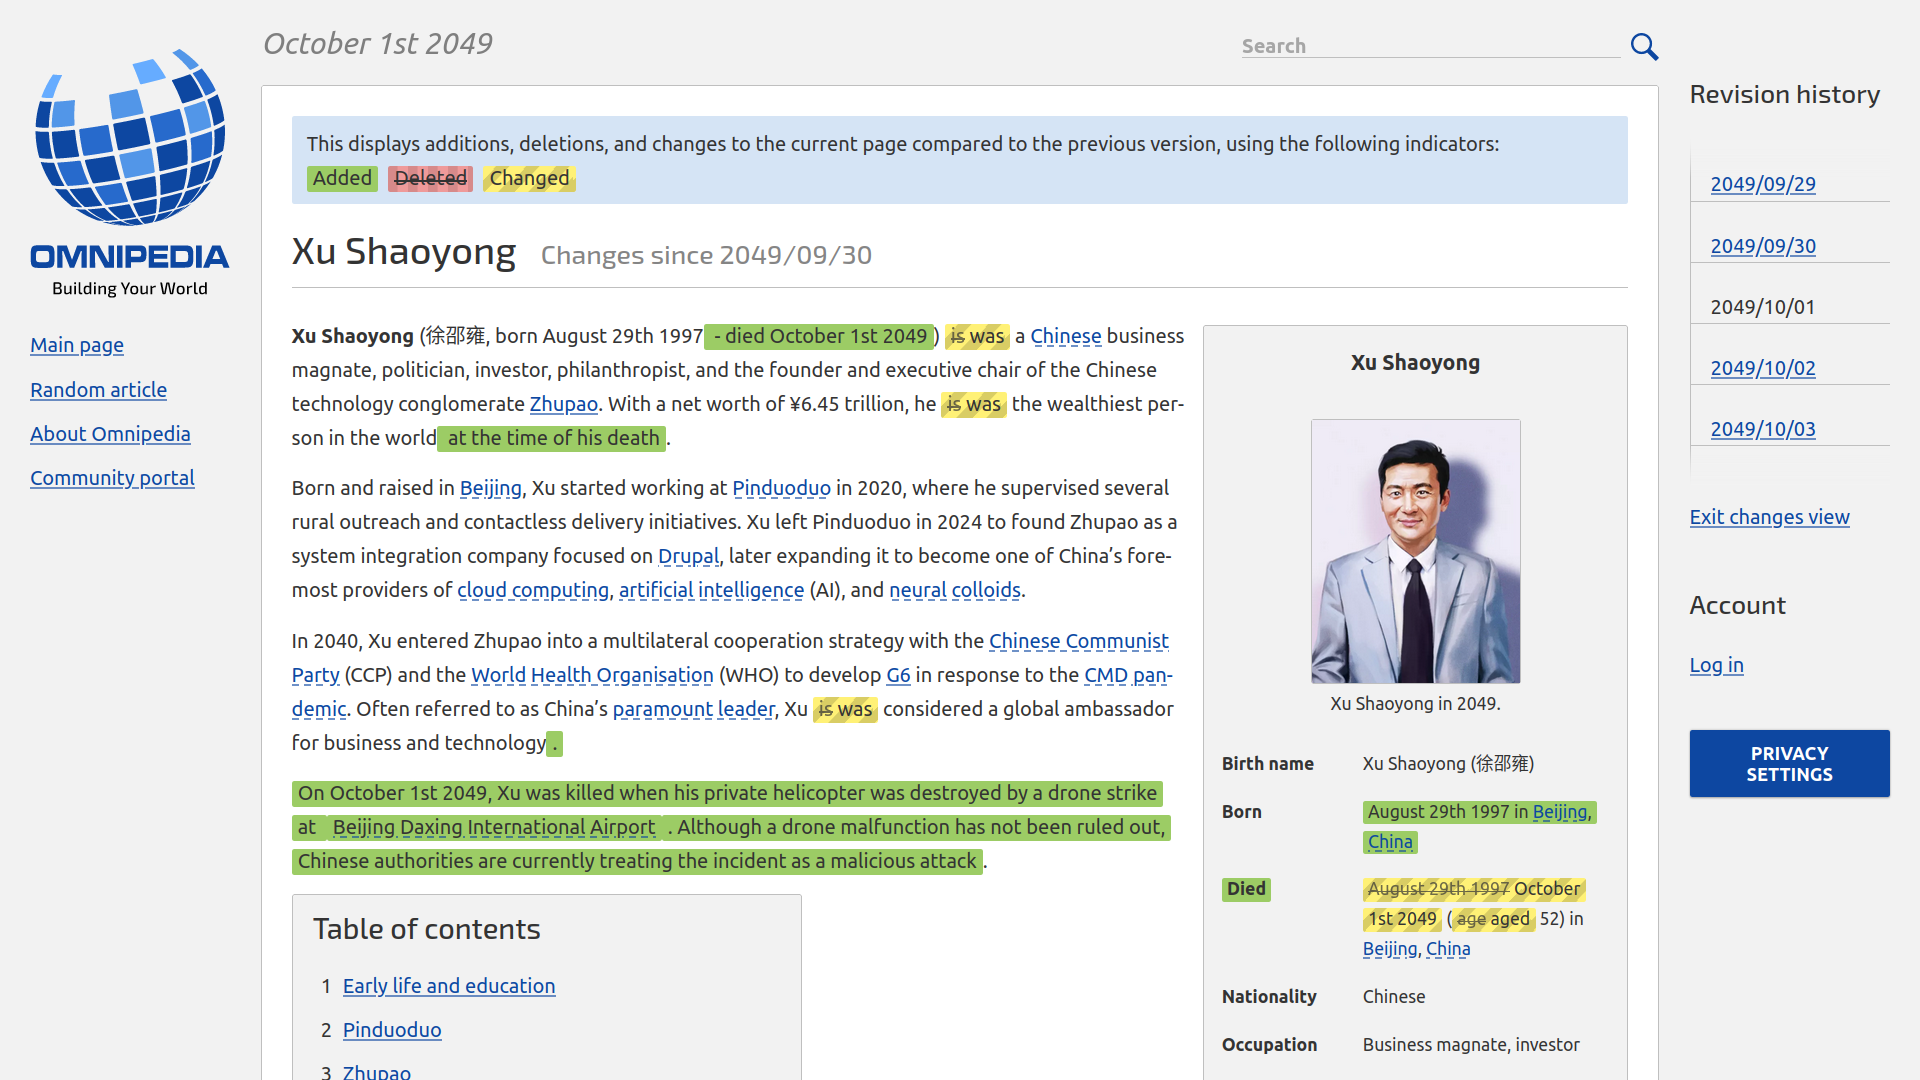 October 1st 2049
Search
OMNIPEDIA
Building Your World
Main page
Random article
About Omnipedia
Community portal
This displays additions, deletions, and changes to the current page compared to the previous version, using the following indicators:
Added Deleted Changed
Xu Shaoyong Changes since 2049/09/30
Xu Shaoyong (徐邵雍, born August 29th 1997 - died October 1st 2049 ) is was a Chinese business
magnate, politician, investor, philanthropist, and the founder and executive chair of the Chinese
technology conglomerate Zhupao. With a net worth of ¥6.45 trillion, he is was the wealthiest per-
son in the world at the time of his death .
Born and raised in Beijing, Xu started working at Pinduoduo in 2020, where he supervised several
rural outreach and contactless delivery initiatives. Xu left Pinduoduo in 2024 to found Zhupao as a
system integration company focused on Drupal, later expanding it to become one of China’s fore-
most providers of cloud computing, artificial intelligence (AI), and neural colloids.
In 2040, Xu entered Zhupao into a multilateral cooperation strategy with the Chinese Communist
Party (CCP) and the World Health Organisation (WHO) to develop G6 in response to the CMD pan-
demic. Often referred to as China’s paramount leader, Xu is was considered a global ambassador
for business and technology .
On October 1st 2049, Xu was killed when his private helicopter was destroyed by a drone strike
at Beijing Daxing International Airport . Although a drone malfunction has not been ruled out,
Chinese authorities are currently treating the incident as a malicious attack .
Table of contents
1 Early life and education
2 Pinduoduo
3 Zhupao
Xu Shaoyong
Xu Shaoyong in 2049.
Birth name Xu Shaoyong (徐邵雍)
Born August 29th 1997 in Beijing,
China
Died August 29th 1997 October
1st 2049 ( age aged 52) in
Beijing, China
Nationality Chinese
Occupation Business magnate, investor
Revision history
2049/09/29
2049/09/30
2049/10/01
2049/10/02
2049/10/03
Exit changes view
Account
Log in
PRIVACY
SETTINGS